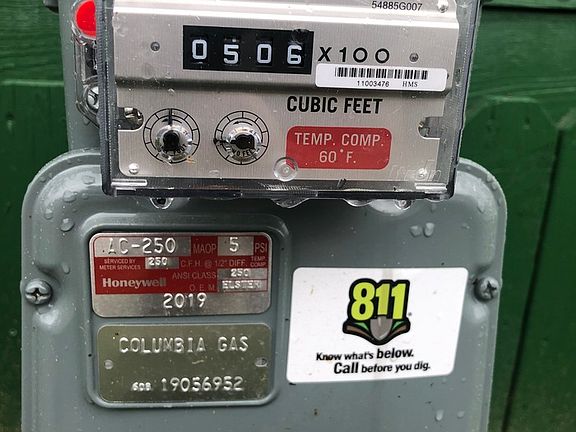 54885G007
0506 X100
11003476 HMS
CUBIC FEET
TEMP. COMP.
60°F.
AC-250 MAOP 5 PSI
SERVICED BY METER SERVICES 250 C.F.H @ 1/2" DIFF. TEMP. COMP.
ANSI CLASS 250
Honeywell O.E.M. ELSTER
2019
COLUMBIA GAS
19056952
811
Know what's below.
Call before you dig.